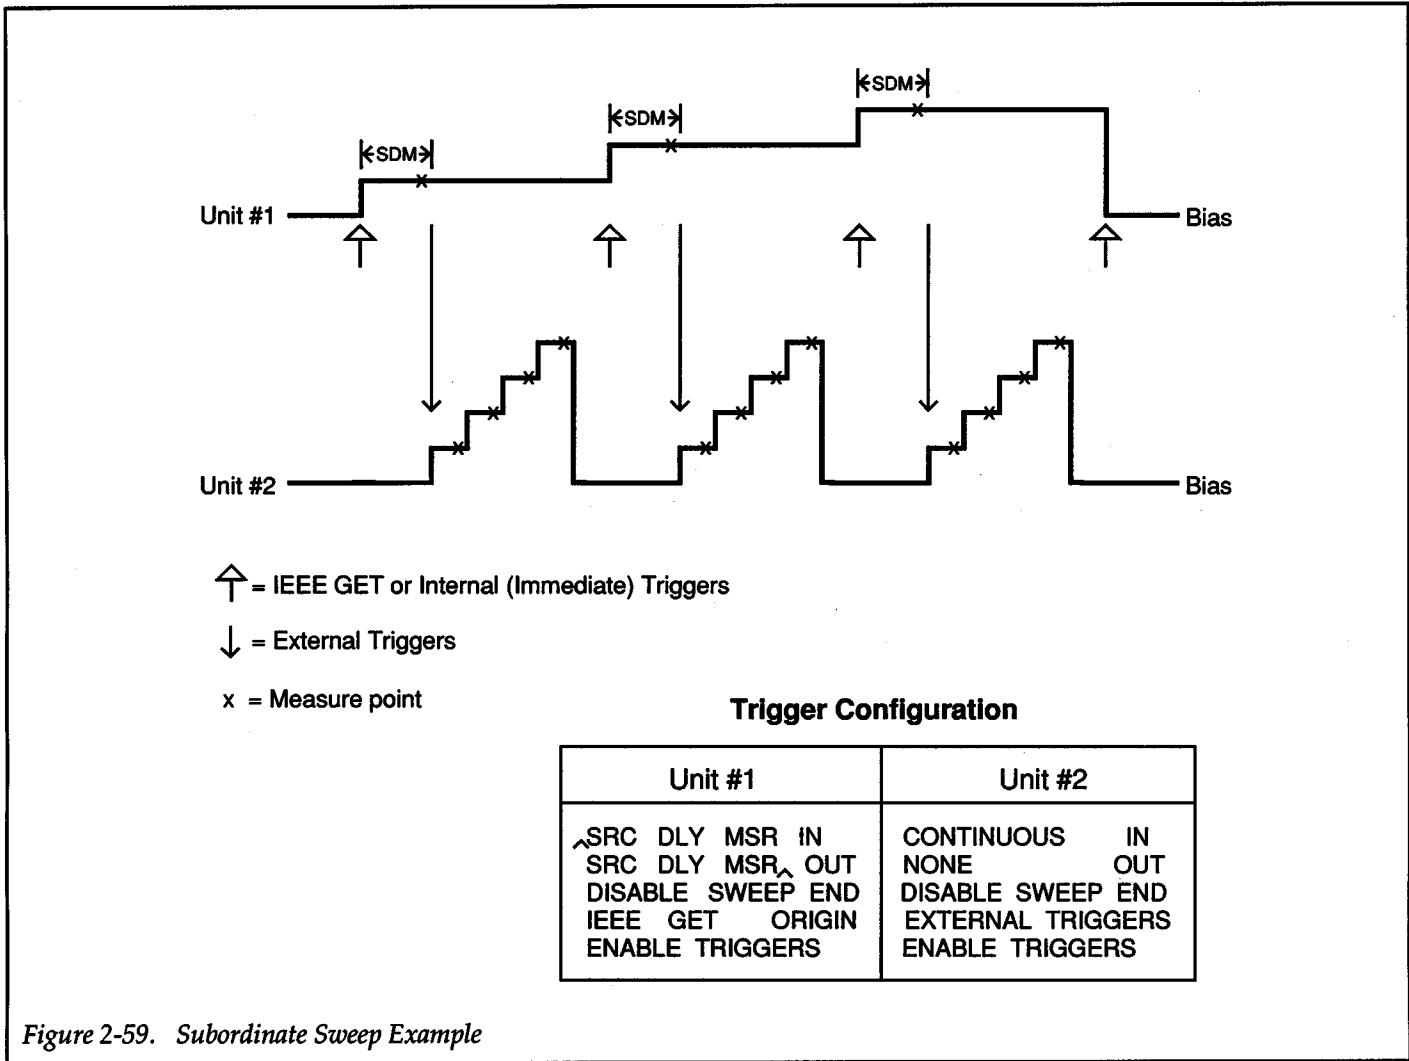 SDM
SDM
SDM
Unit #1
Bias
Unit #2
Bias
= IEEE GET or Internal (Immediate) Triggers
= External Triggers
x = Measure point
Trigger Configuration
Unit #1 Unit #2
^SRC DLY MSR IN CONTINUOUS IN
SRC DLY MSR^ OUT NONE OUT
DISABLE SWEEP END DISABLE SWEEP END
IEEE GET ORIGIN EXTERNAL TRIGGERS
ENABLE TRIGGERS ENABLE TRIGGERS
Figure 2-59. Subordinate Sweep Example